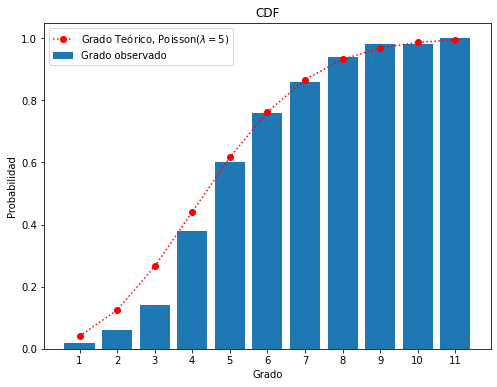 CDF
Grado Teórico, Poisson(λ = 5)
Grado observado
Probabilidad
1.0
0.8
0.6
0.4
0.2
0.0
1 2 3 4 5 6 7 8 9 10 11
Grado